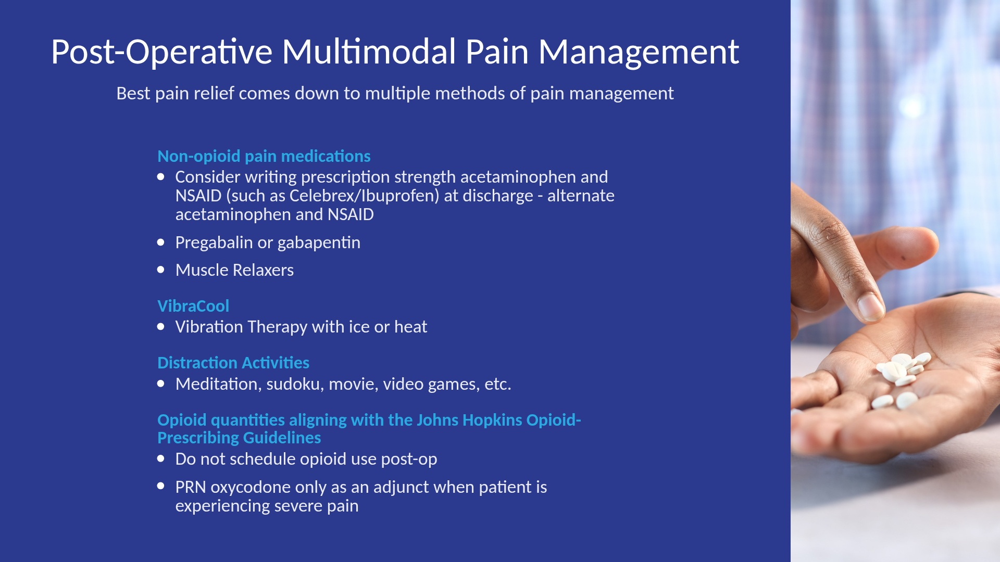 Post-Operative Multimodal Pain Management
Best pain relief comes down to multiple methods of pain management
Non-opioid pain medications
• Consider writing prescription strength acetaminophen and
NSAID (such as Celebrex/Ibuprofen) at discharge - alternate
acetaminophen and NSAID
• Pregabalin or gabapentin
• Muscle Relaxers
VibraCool
• Vibration Therapy with ice or heat
Distraction Activities
• Meditation, sudoku, movie, video games, etc.
Opioid quantities aligning with the Johns Hopkins Opioid-
Prescribing Guidelines
• Do not schedule opioid use post-op
• PRN oxycodone only as an adjunct when patient is
experiencing severe pain